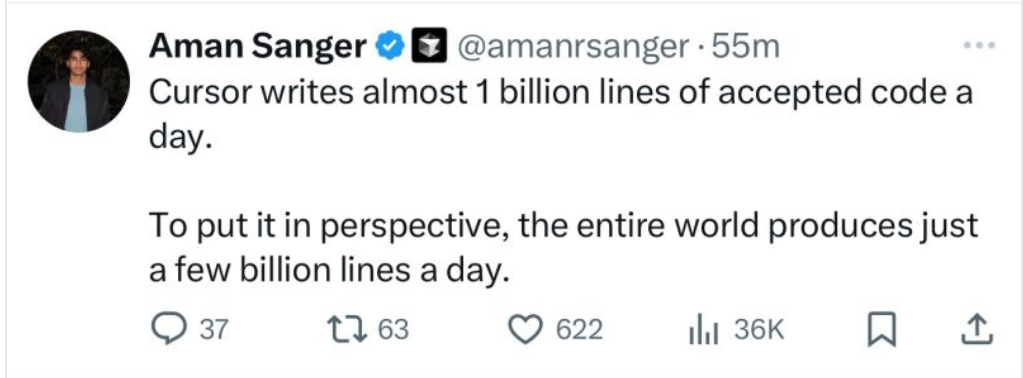 Aman Sanger @amanrsanger · 55m
Cursor writes almost 1 billion lines of accepted code a
day.
To put it in perspective, the entire world produces just
a few billion lines a day.
37 63 622 36K